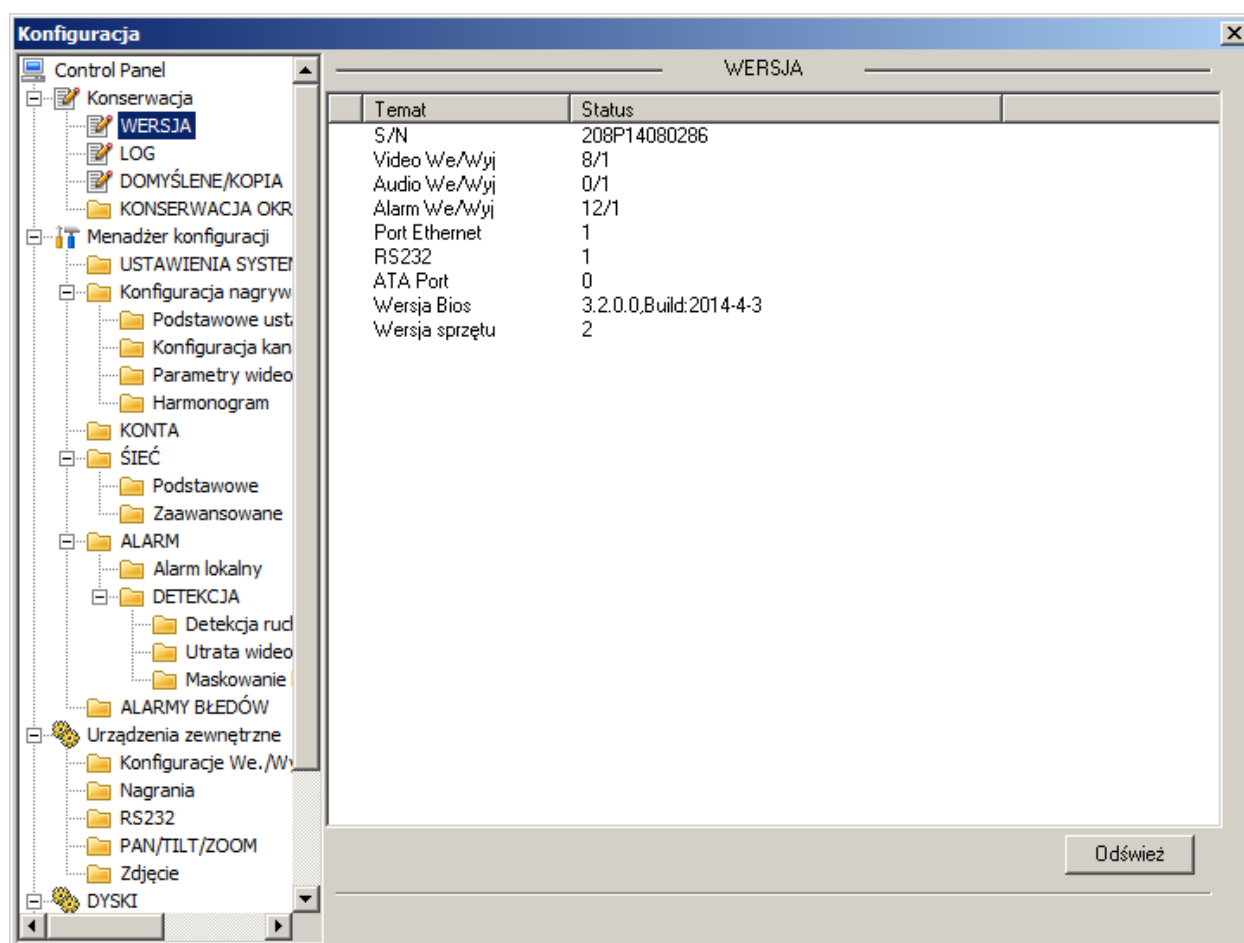 Konfiguracja
Control Panel
Konserwacja
WERSJA
LOG
DOMYŚLENE/KOPIA
KONSERWACJA OKR
Menadżer konfiguracji
USTAWIENIA SYSTEM
Konfiguracja nagryw
Podstawowe usta
Konfiguracja kan
Parametry wideo
Harmonogram
KONTA
ŚIEĆ
Podstawowe
Zaawansowane
ALARM
Alarm lokalny
DETEKCJA
Detekcja ruch
Utrata wideo
Maskowanie
ALARMY BŁEDÓW
Urządzenia zewnętrzne
Konfiguracje We./Wy
Nagrania
RS232
PAN/TILT/ZOOM
Zdjęcie
DYSKI
WERSJA
Temat Status
S/N 208P14080286
Video We/Wyj 8/1
Audio We/Wyj 0/1
Alarm We/Wyj 12/1
Port Ethernet 1
RS232 1
ATA Port 0
Wersja Bios 3.2.0.0,Build:2014-4-3
Wersja sprzętu 2
Odśwież